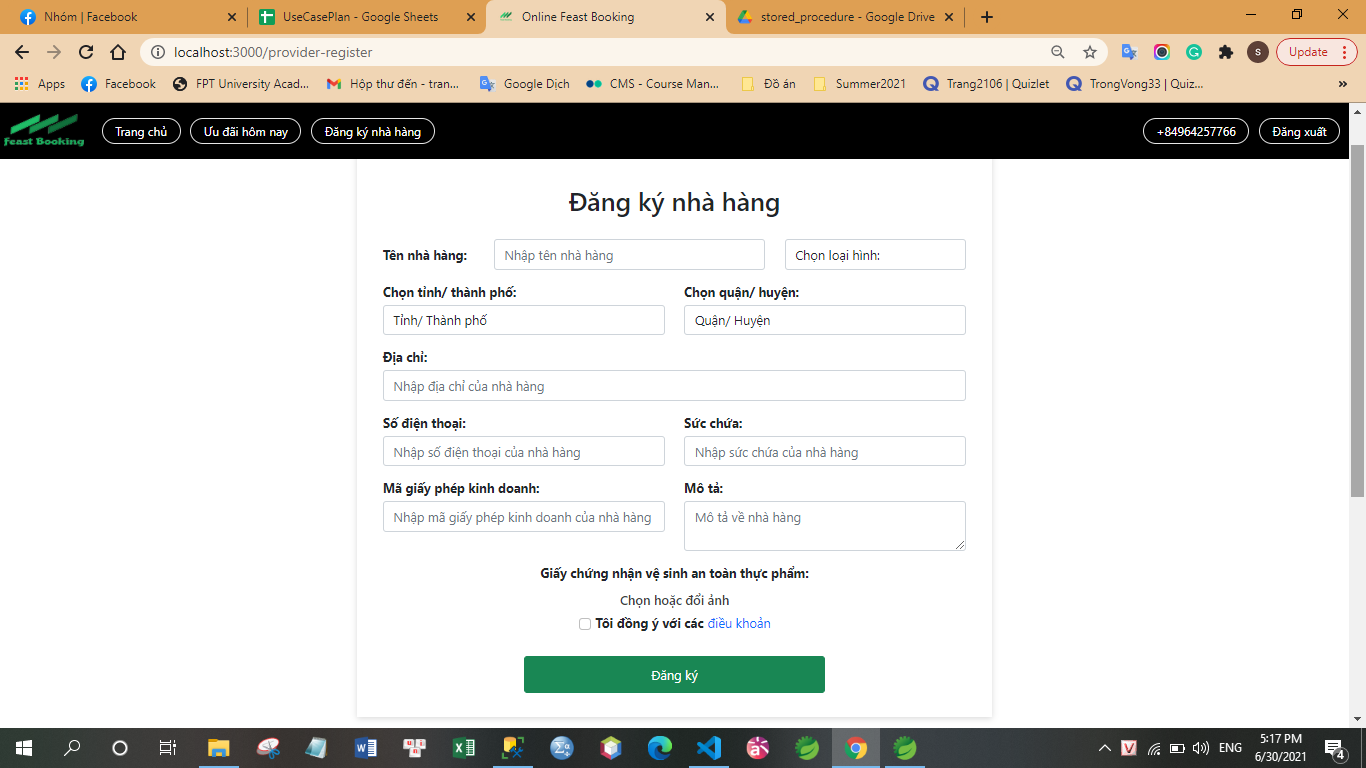 Nhóm | Facebook
UseCasePlan - Google Sheets
Online Feast Booking
stored_procedure - Google Drive
localhost:3000/provider-register
S
Update
Apps
Facebook
FPT University Acad...
Hộp thư đến - tran...
Google Dịch
CMS - Course Man...
Đồ án
Summer2021
Trang2106 | Quizlet
TrongVong33 | Quiz...
»
Feast Booking
Trang chủ
Ưu đãi hôm nay
Đăng ký nhà hàng
+84964257766
Đăng xuất
Đăng ký nhà hàng
Tên nhà hàng:
Nhập tên nhà hàng
Chọn loại hình:
Chọn tỉnh/ thành phố:
Chọn quận/ huyện:
Tỉnh/ Thành phố
Quận/ Huyện
Địa chỉ:
Nhập địa chỉ của nhà hàng
Số điện thoại:
Sức chứa:
Nhập số điện thoại của nhà hàng
Nhập sức chứa của nhà hàng
Mã giấy phép kinh doanh:
Mô tả:
Nhập mã giấy phép kinh doanh của nhà hàng
Mô tả về nhà hàng
Giấy chứng nhận vệ sinh an toàn thực phẩm:
Chọn hoặc đổi ảnh
Tôi đồng ý với các điều khoản
Đăng ký
ENG
5:17 PM
6/30/2021
4